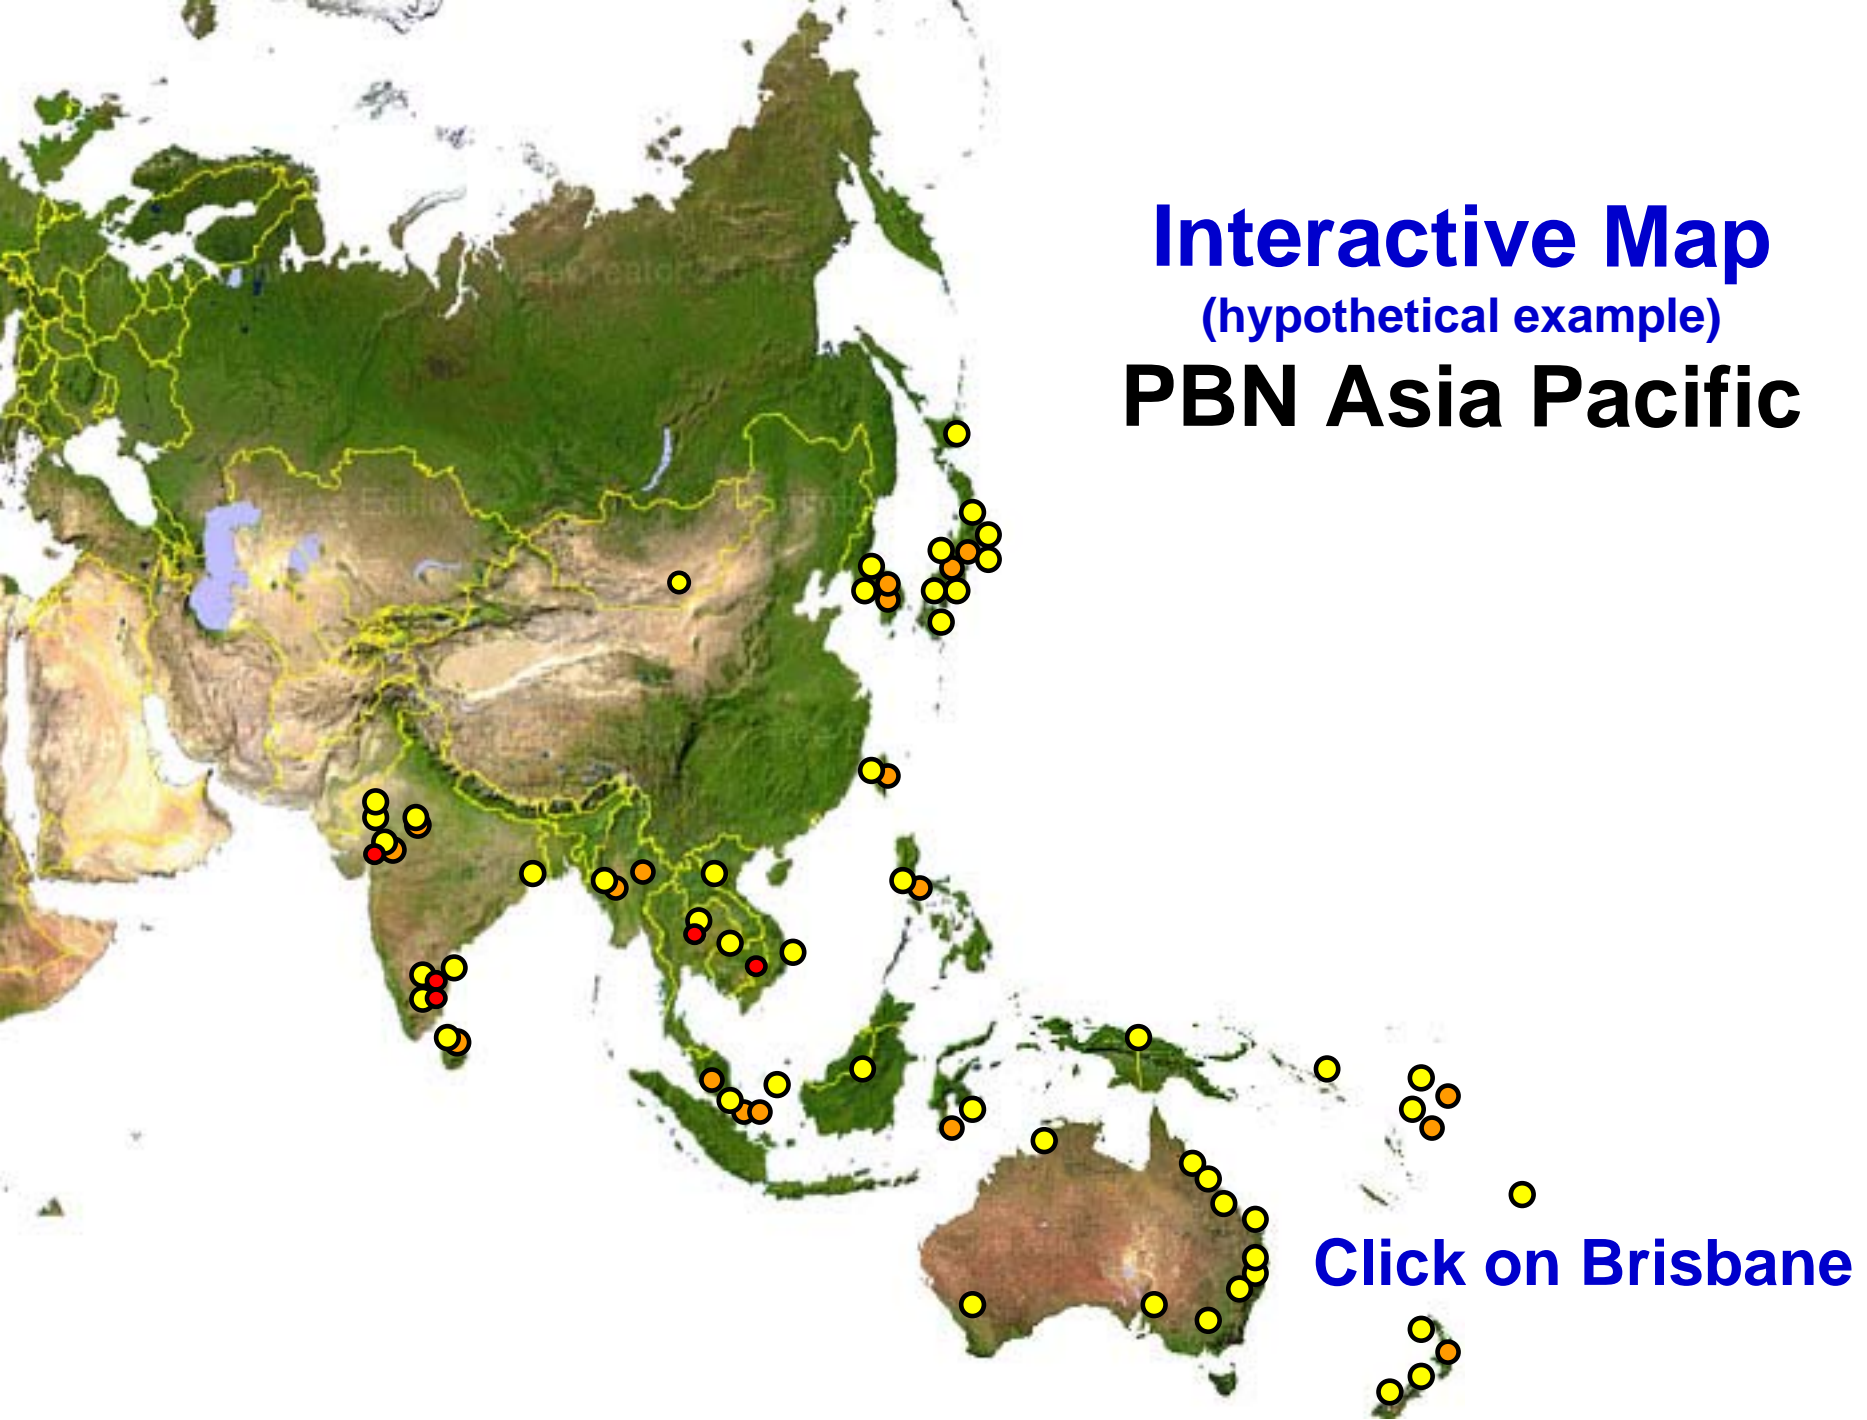 Interactive Map
(hypothetical example)
PBN Asia Pacific
Click on Brisbane